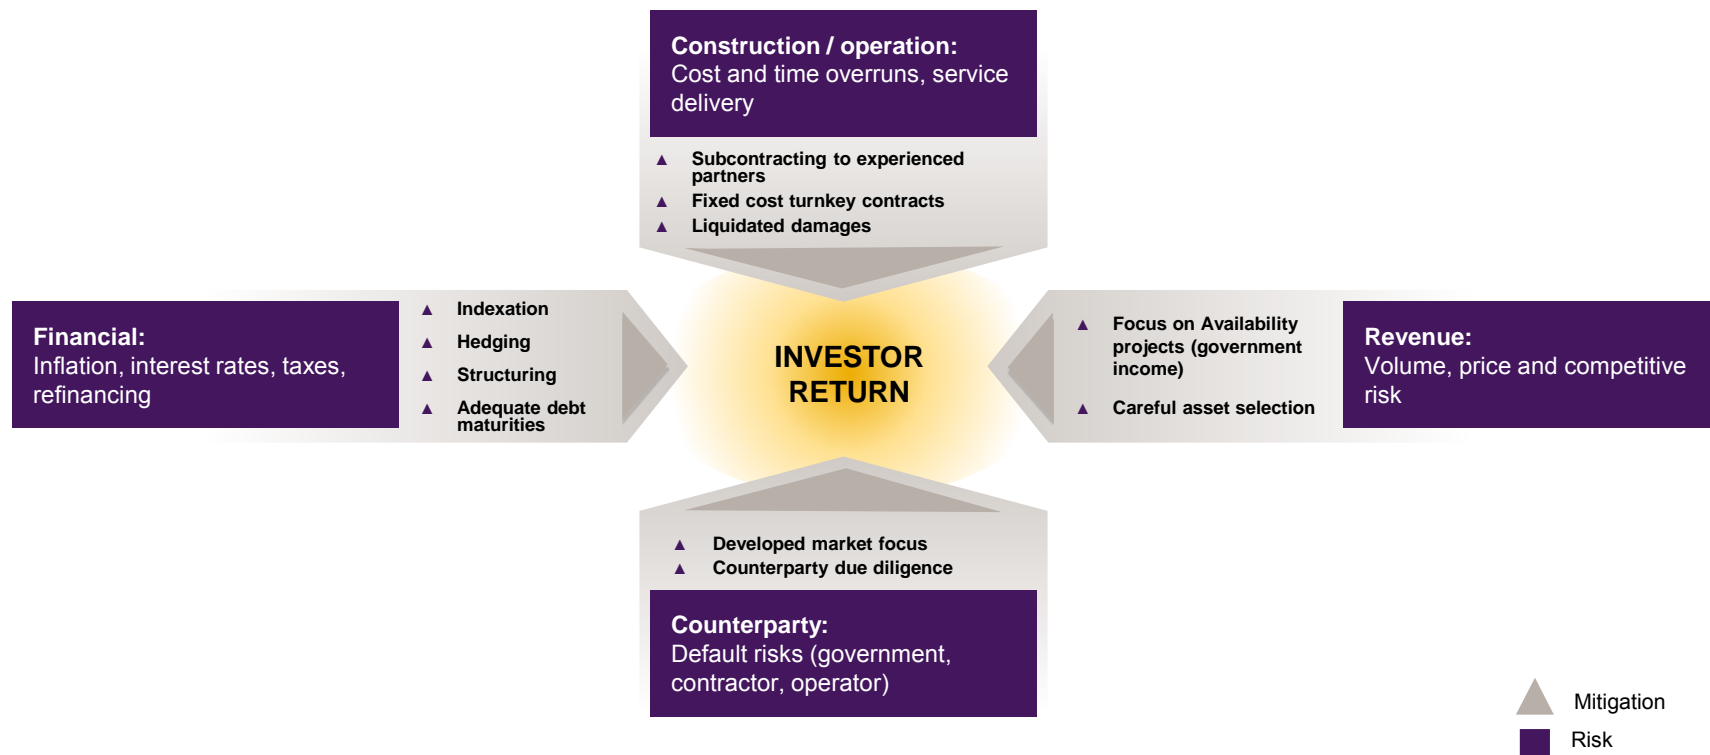 Construction / operation:
Cost and time overruns, service
delivery
▲ Subcontracting to experienced
partners
▲ Fixed cost turnkey contracts
▲ Liquidated damages
Financial:
Inflation, interest rates, taxes,
refinancing
▲ Indexation
▲ Hedging
▲ Structuring
▲ Adequate debt
maturities
INVESTOR
RETURN
▲ Focus on Availability
projects (government
income)
▲ Careful asset selection
Revenue:
Volume, price and competitive
risk
▲ Developed market focus
▲ Counterparty due diligence
Counterparty:
Default risks (government,
contractor, operator)
Mitigation
Risk